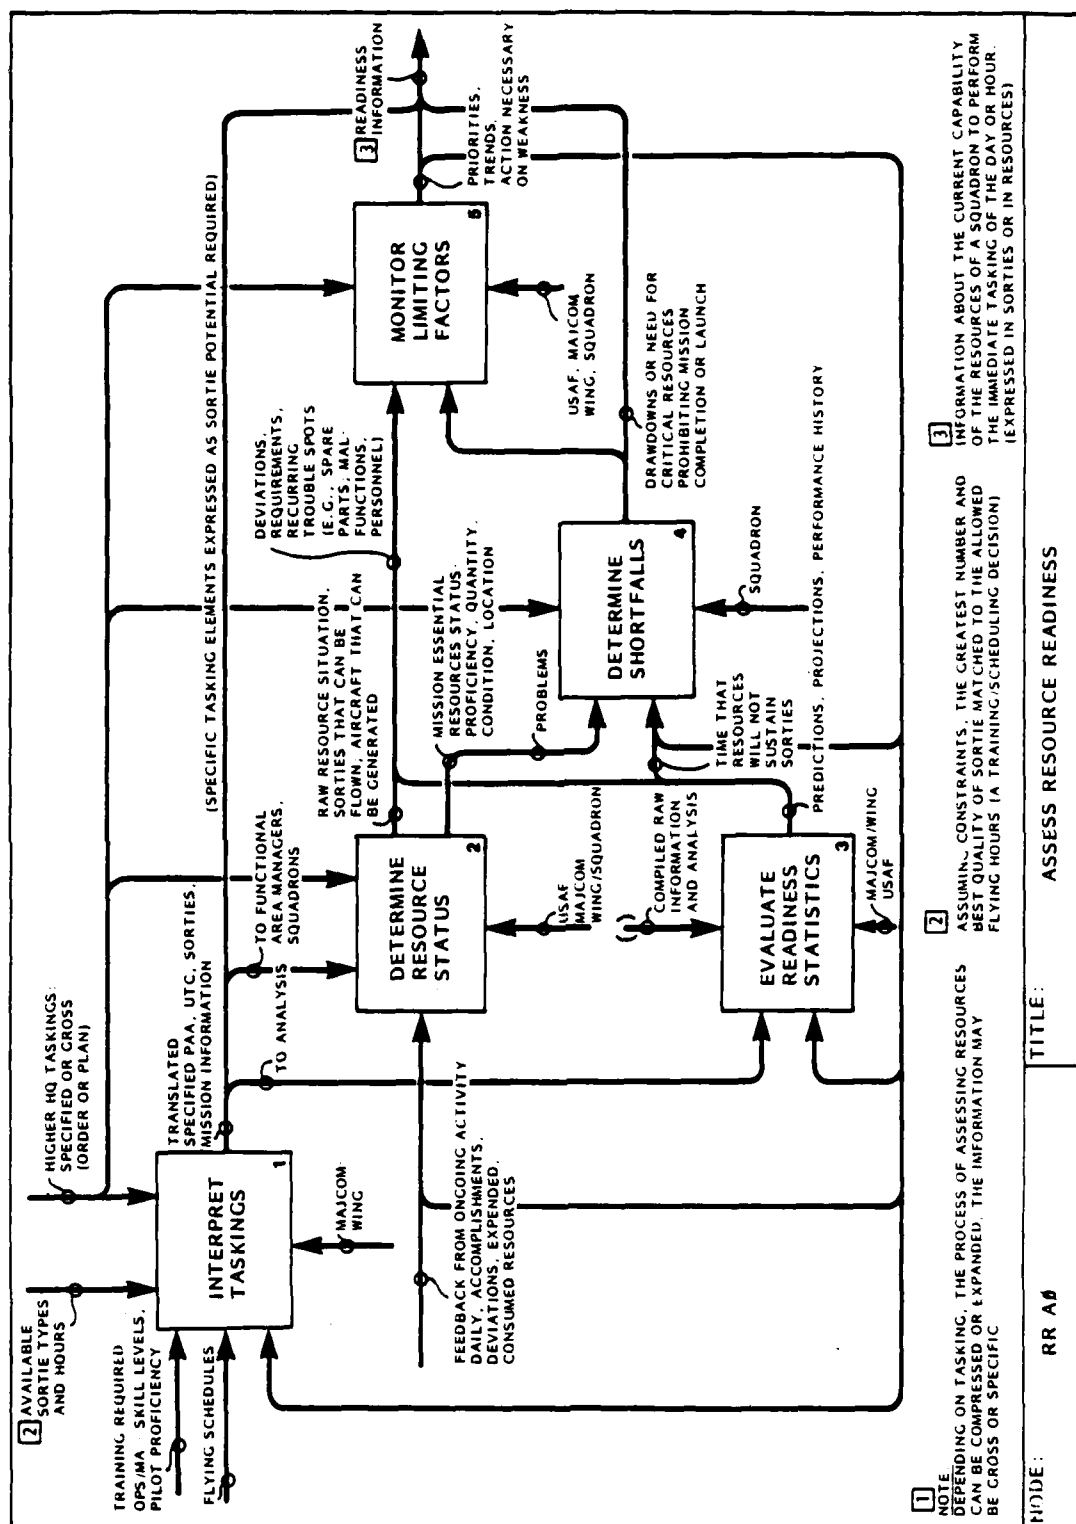 2 AVAILABLE
SORTIE TYPES
AND HOURS
HIGHER HQ TASKINGS:
SPECIFIED OR GROSS
(ORDER OR PLAN)
TRAINING REQUIRED
OPS/MA SKILL LEVELS,
PILOT PROFICIENCY
FLYING SCHEDULES
INTERPRET
TASKINGS
1
MAJCOM
WING
TRANSLATED
SPECIFIED PAA, UTC, SORTIES,
MISSION INFORMATION
(SPECIFIC TASKING ELEMENTS EXPRESSED AS SORTIE POTENTIAL REQUIRED)
TO FUNCTIONAL
AREA MANAGERS,
SQUADRONS
TO ANALYSIS
FEEDBACK FROM ONGOING ACTIVITY
DAILY, ACCOMPLISHMENTS,
DEVIATIONS, EXPENDED,
CONSUMED RESOURCES
DETERMINE
RESOURCE
STATUS
2
USAF
MAJCOM
WING/SQUADRON
RAW RESOURCE SITUATION,
SORTIES THAT CAN BE
FLOWN, AIRCRAFT THAT CAN
BE GENERATED
MISSION ESSENTIAL
RESOURCES STATUS:
PROFICIENCY, QUANTITY,
CONDITION, LOCATION
PROBLEMS
DEVIATIONS,
REQUIREMENTS,
RECURRING
TROUBLE SPOTS
(E.G., SPARE
PARTS, MAL-
FUNCTIONS,
PERSONNEL)
COMPILED RAW
INFORMATION
AND ANALYSIS
EVALUATE
READINESS
STATISTICS
3
MAJCOM/WING
USAF
TIME THAT
RESOURCES
WILL NOT
SUSTAIN
SORTIES
PREDICTIONS, PROJECTIONS, PERFORMANCE HISTORY
DETERMINE
SHORTFALLS
4
SQUADRON
DRAWDOWNS OR NEED FOR
CRITICAL RESOURCES
PROHIBITING MISSION
COMPLETION OR LAUNCH
MONITOR
LIMITING
FACTORS
5
USAF, MAJCOM
WING, SQUADRON
3 READINESS
INFORMATION
PRIORITIES,
TRENDS,
ACTION NECESSARY
ON WEAKNESS
1
NOTE
DEPENDING ON TASKING, THE PROCESS OF ASSESSING RESOURCES
CAN BE COMPRESSED OR EXPANDED. THE INFORMATION MAY
BE GROSS OR SPECIFIC
2
ASSUMING CONSTRAINTS, THE GREATEST NUMBER AND
BEST QUALITY OF SORTIE MATCHED TO THE ALLOWED
FLYING HOURS (A TRAINING/SCHEDULING DECISION)
3
INFORMATION ABOUT THE CURRENT CAPABILITY
OF THE RESOURCES OF A SQUADRON TO PERFORM
THE IMMEDIATE TASKING OF THE DAY OR HOUR.
(EXPRESSED IN SORTIES OR IN RESOURCES)
NODE: RR AØ
TITLE: ASSESS RESOURCE READINESS